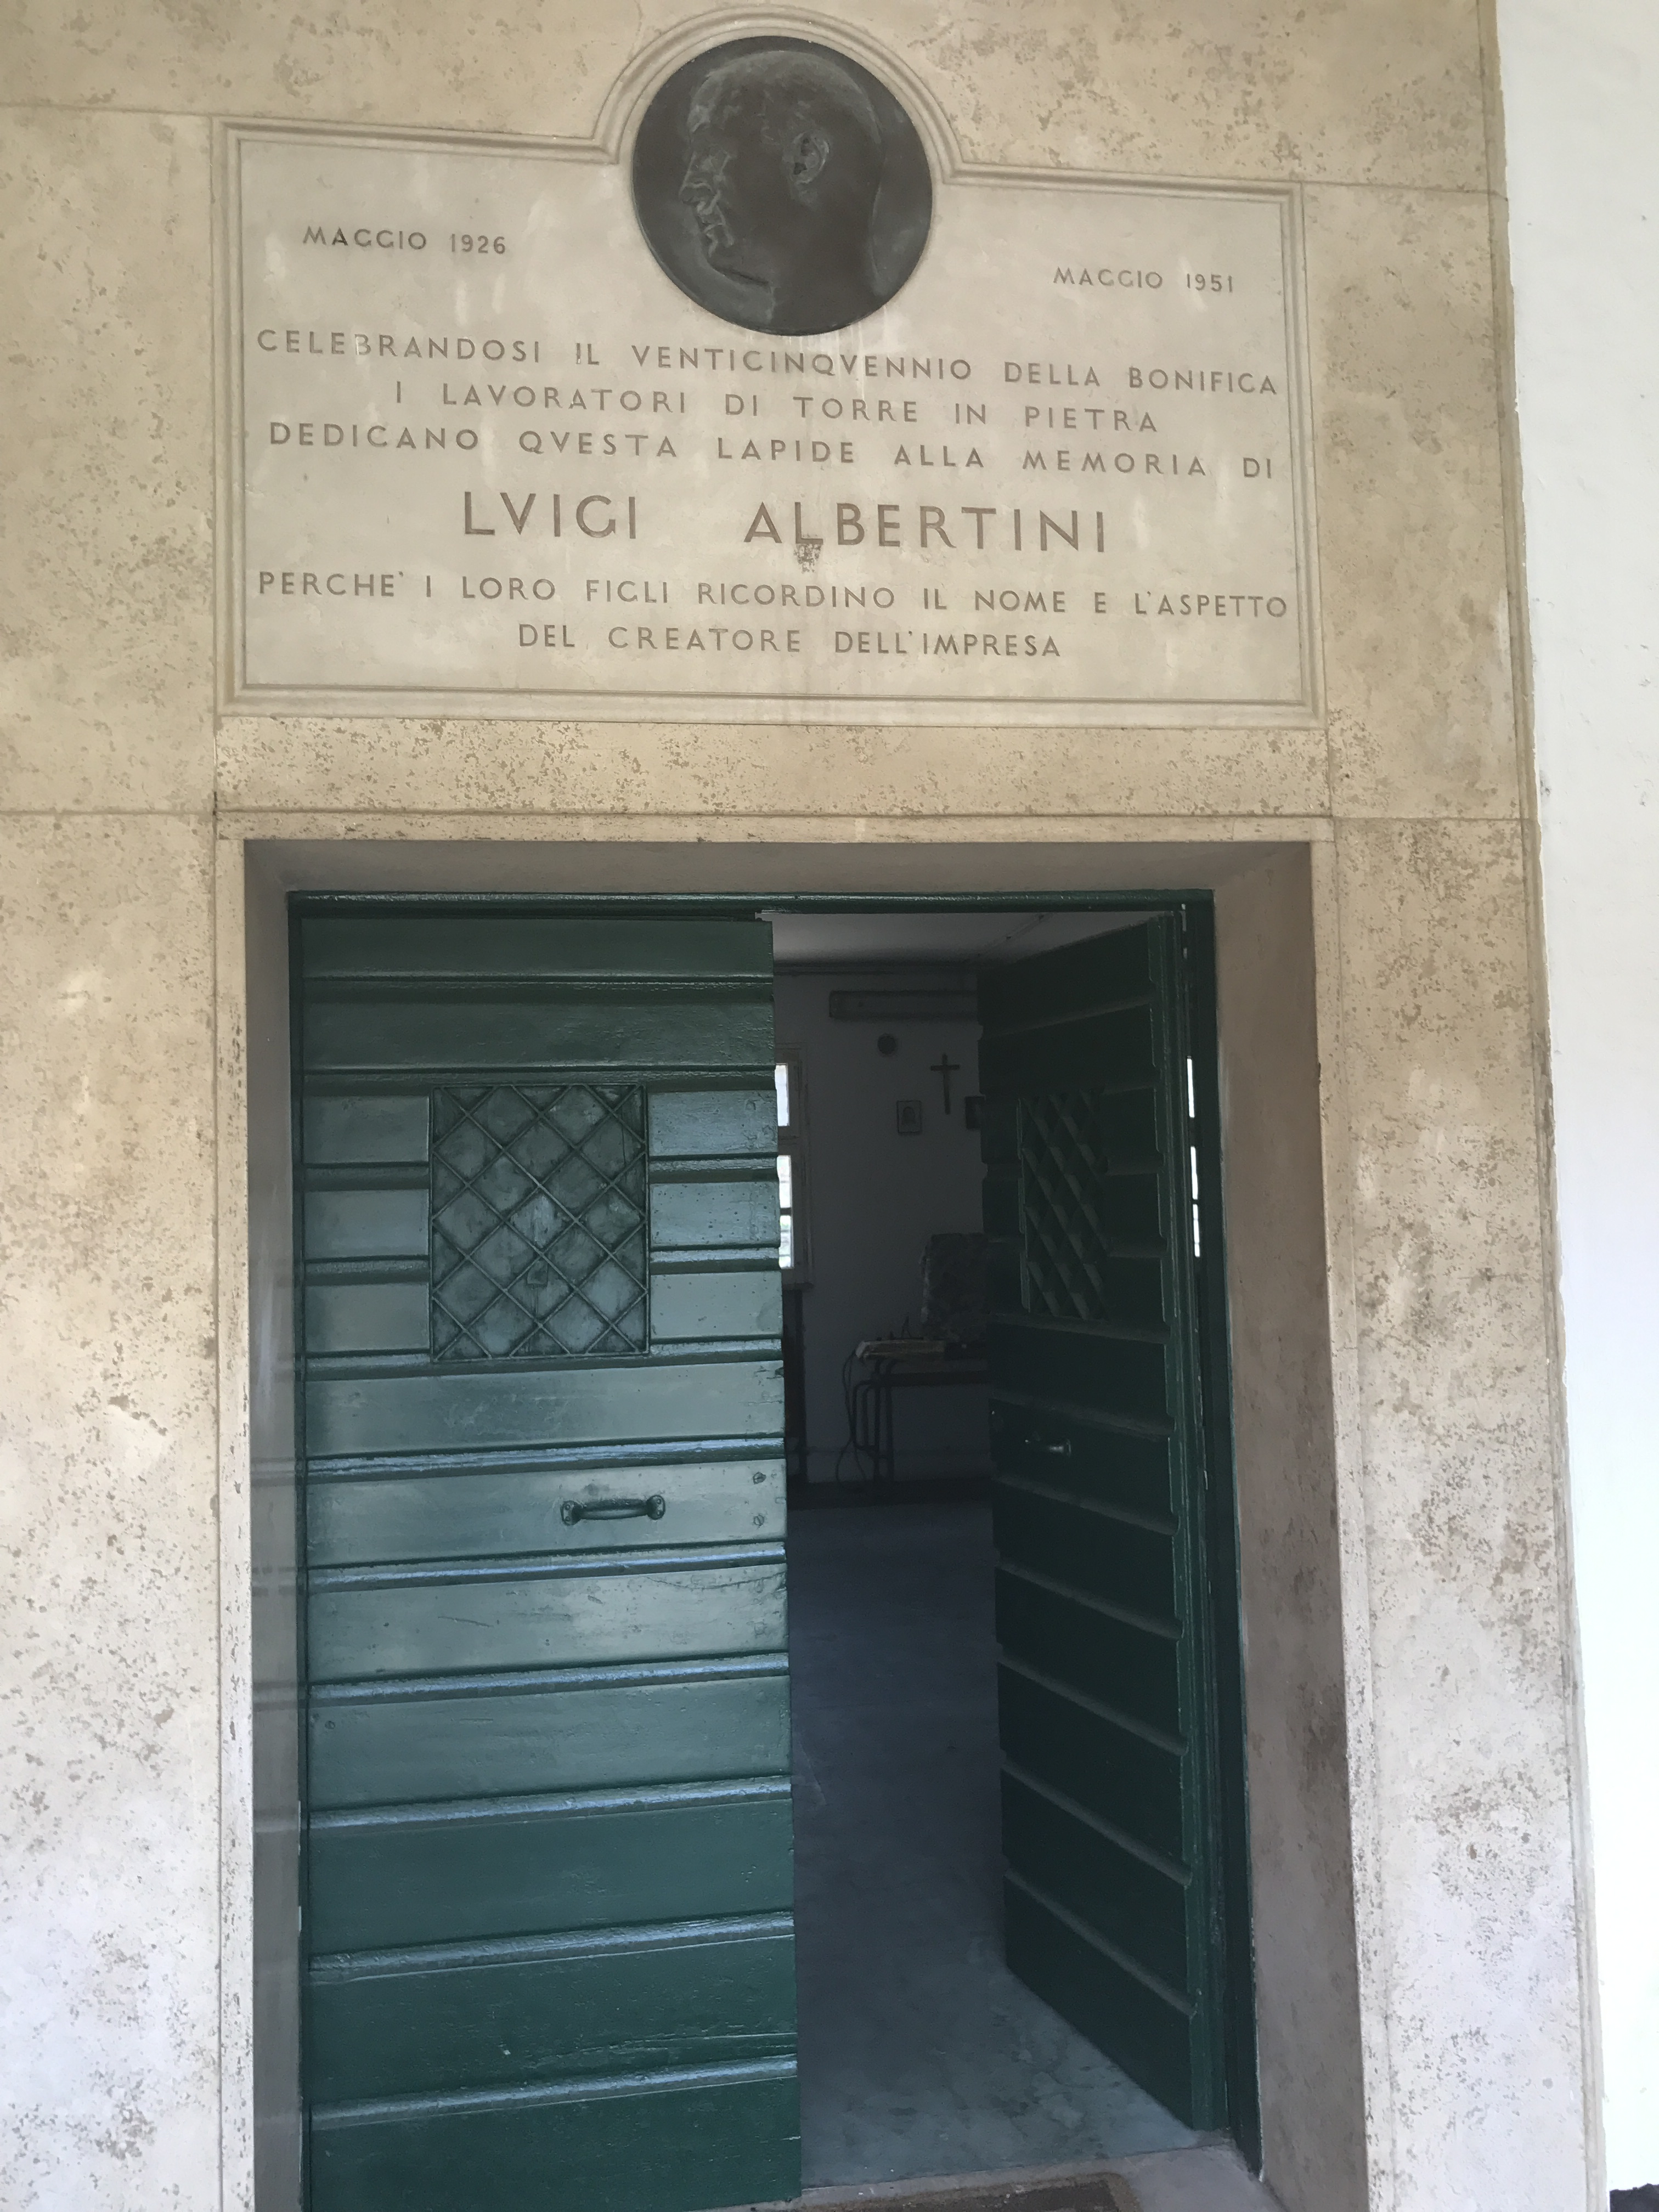 MAGGIO 1926
MAGGIO 1951
CELEBRANDOSI IL VENTICINQVENNIO DELLA BONIFICA
I LAVORATORI DI TORRE IN PIETRA
DEDICANO QVESTA LAPIDE ALLA MEMORIA DI
LVIGI ALBERTINI
PERCHE' I LORO FIGLI RICORDINO IL NOME E L'ASPETTO
DEL CREATORE DELL'IMPRESA